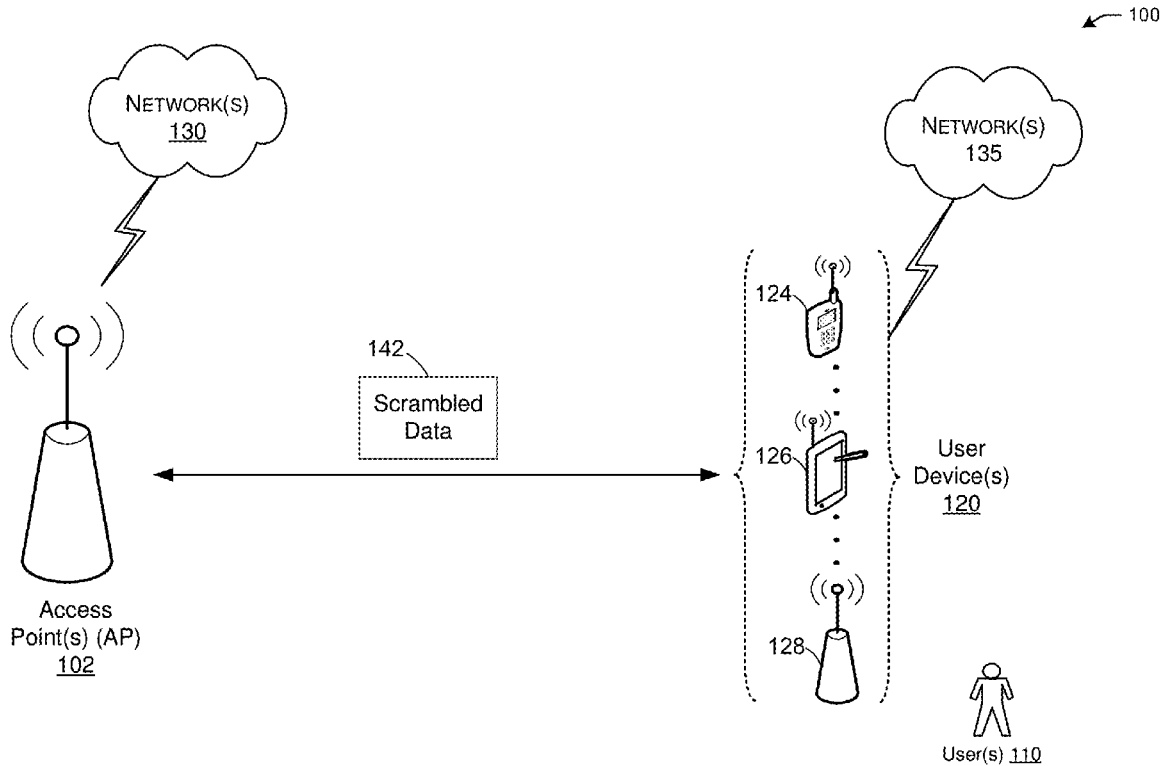 100
NETWORK(S)
130
NETWORK(S)
135
124
142
Scrambled
Data
126
User
Device(s)
120
Access
Point(s) (AP)
102
128
User(s) 110